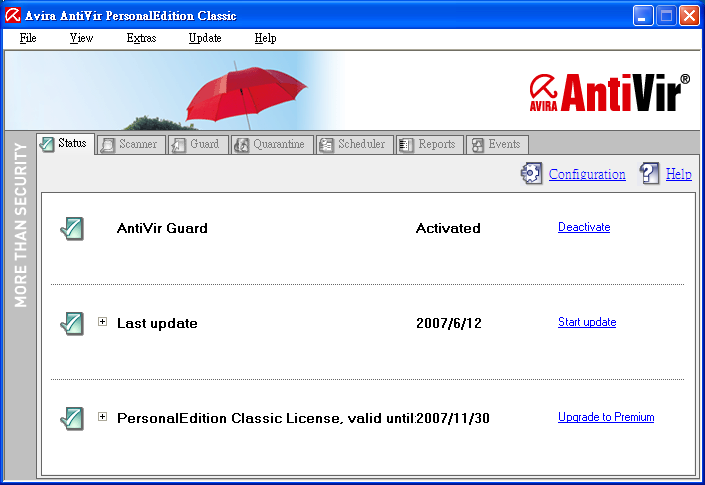 Avira AntiVir PersonalEdition Classic
File View Extras Update Help
AVIRA AntiVir®
MORE THAN SECURITY
Status Scanner Guard Quarantine Scheduler Reports Events
Configuration Help
AntiVir Guard Activated Deactivate
Last update 2007/6/12 Start update
PersonalEdition Classic License, valid until:2007/11/30 Upgrade to Premium